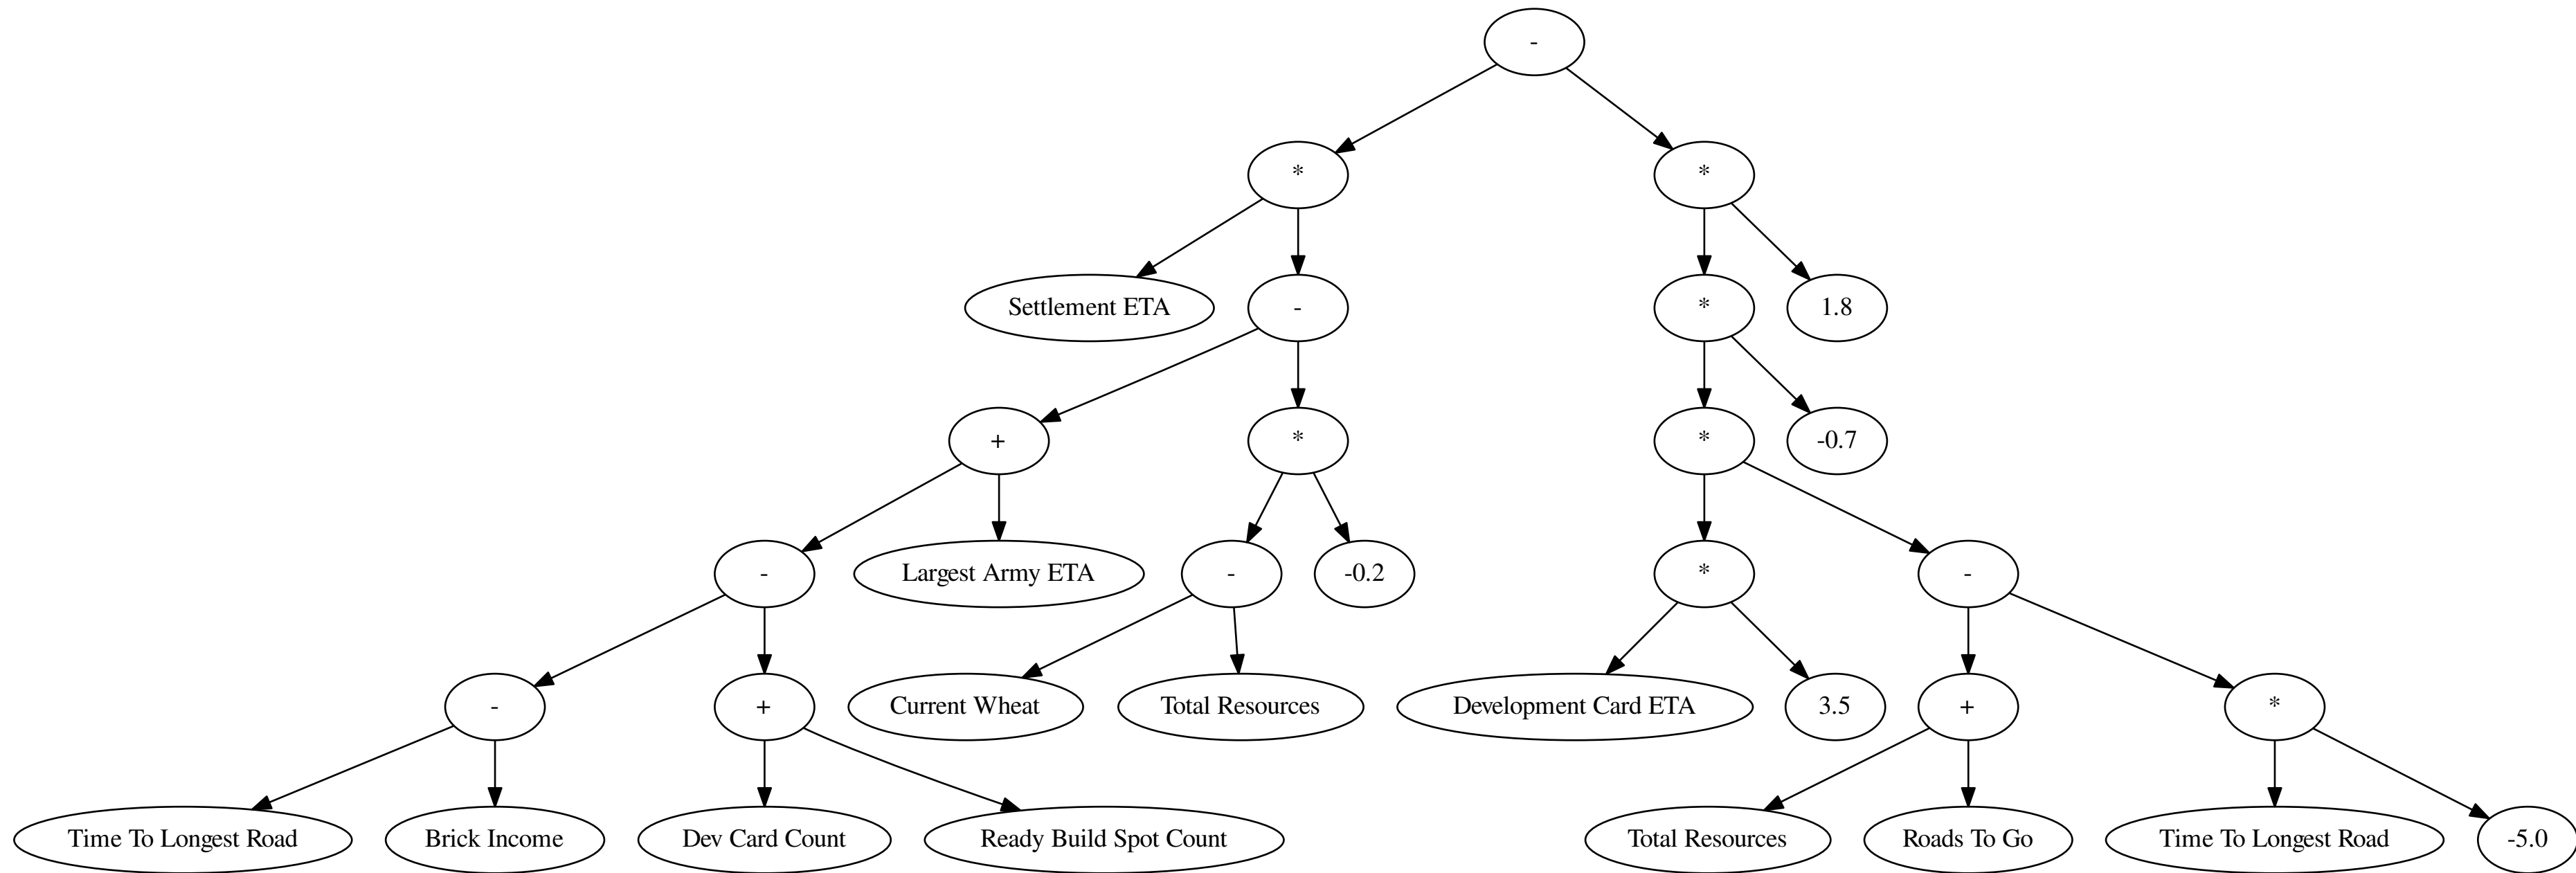 -
* *
Settlement ETA - * 1.8
+ * * -0.7
- Largest Army ETA - -0.2 * -
- + Current Wheat Total Resources Development Card ETA 3.5 + *
Time To Longest Road Brick Income Dev Card Count Ready Build Spot Count Total Resources Roads To Go Time To Longest Road -5.0